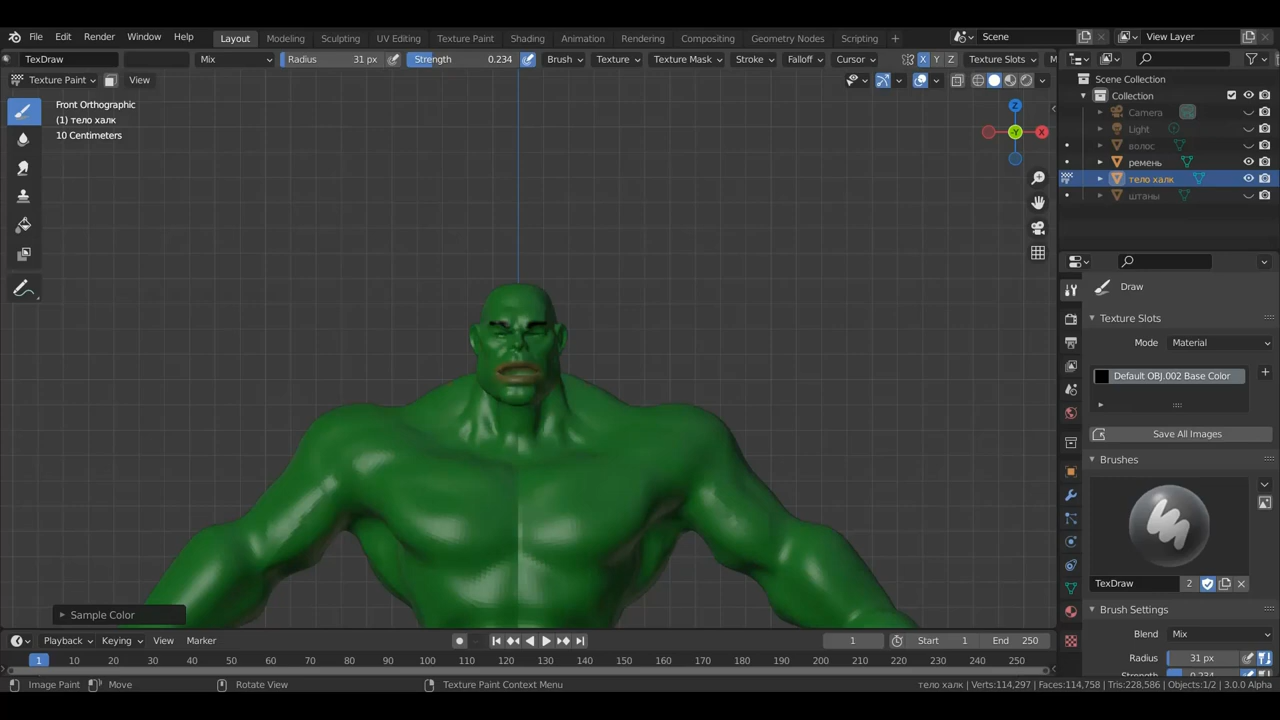 File Edit Render Window Help Layout Modeling Sculpting UV Editing Texture Paint Shading Animation Rendering Compositing Geometry Nodes Scripting + Scene View Layer
TexDraw Mix Radius 31 px Strength 0.234 Brush Texture Texture Mask Stroke Falloff Cursor X Y Z Texture Slots M
Texture Paint View
Scene Collection
Collection
Camera
Light
волос
ремень
тело халк
штаны
Front Orthographic
(1) тело халк
10 Centimeters
Z
X
-Y
Draw
Texture Slots
Mode Material
Default OBJ.002 Base Color
Save All Images
Brushes
TexDraw 2
Brush Settings
Blend Mix
Radius 31 px
Strength 0.234
Sample Color
Playback Keying View Marker 1 Start 1 End 250
1 10 20 30 40 50 60 70 80 90 100 110 120 130 140 150 160 170 180 190 200 210 220 230 240 250
Image Paint Move Rotate View Texture Paint Context Menu тело халк | Verts:114,297 | Faces:114,758 | Tris:228,586 | Objects:1/2 | 3.0.0 Alpha